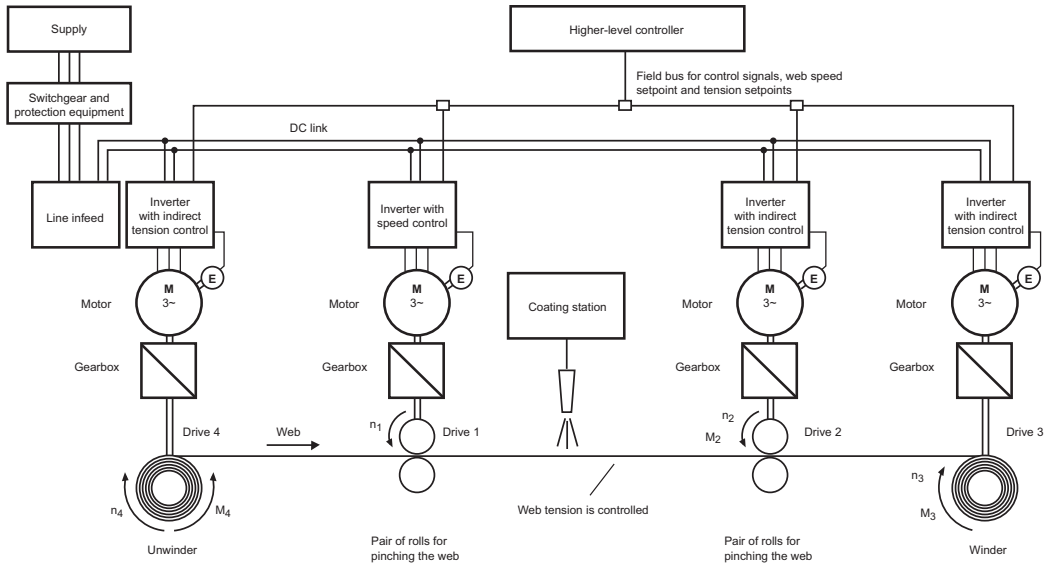 Supply
Higher-level controller
Switchgear and
protection equipment
Field bus for control signals, web speed
setpoint and tension setpoints
DC link
Line infeed
Inverter
with indirect
tension control
Inverter with
speed control
Inverter
with indirect
tension control
Inverter
with indirect
tension control
E
E
E
E
Motor
M
3~
Motor
M
3~
Coating station
Motor
M
3~
Motor
M
3~
Gearbox
Gearbox
Gearbox
Gearbox
Drive 4
Web
n1
Drive 1
n2
M2
Drive 2
Drive 3
n4
M4
Web tension is controlled
n3
M3
Unwinder
Pair of rolls for
pinching the web
Pair of rolls for
pinching the web
Winder